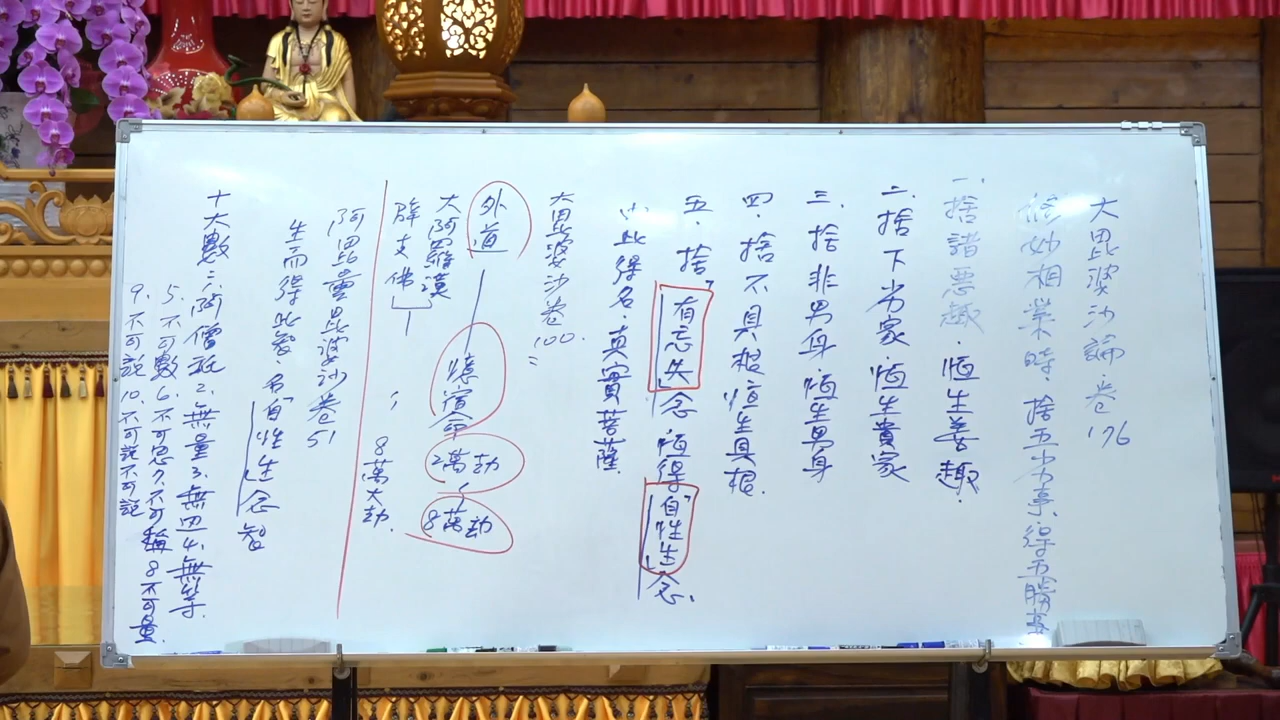 大毘婆沙論.卷176
修妙相業時.捨五劣事.得五勝事
一.捨諸惡趣.恒生善趣.
二.捨下劣家.恒生貴家
三.捨非男身恒生男身
四.捨不具根恒生具根.
五.捨「有忘失」念恒得「自性生」念.
此得名.真實菩薩
大毘婆沙卷100.
外道
憶宿命
2萬劫
8萬劫
大阿羅漢
辟支佛
8萬大劫.
阿毘曇毘婆沙卷51
生而得此智.名自性生念智
十大數:1.阿僧祇2.無量3.無邊4.無等.
5.不可數6.不可思7.不可稱8不可量.
9.不可說10.不可說不可說